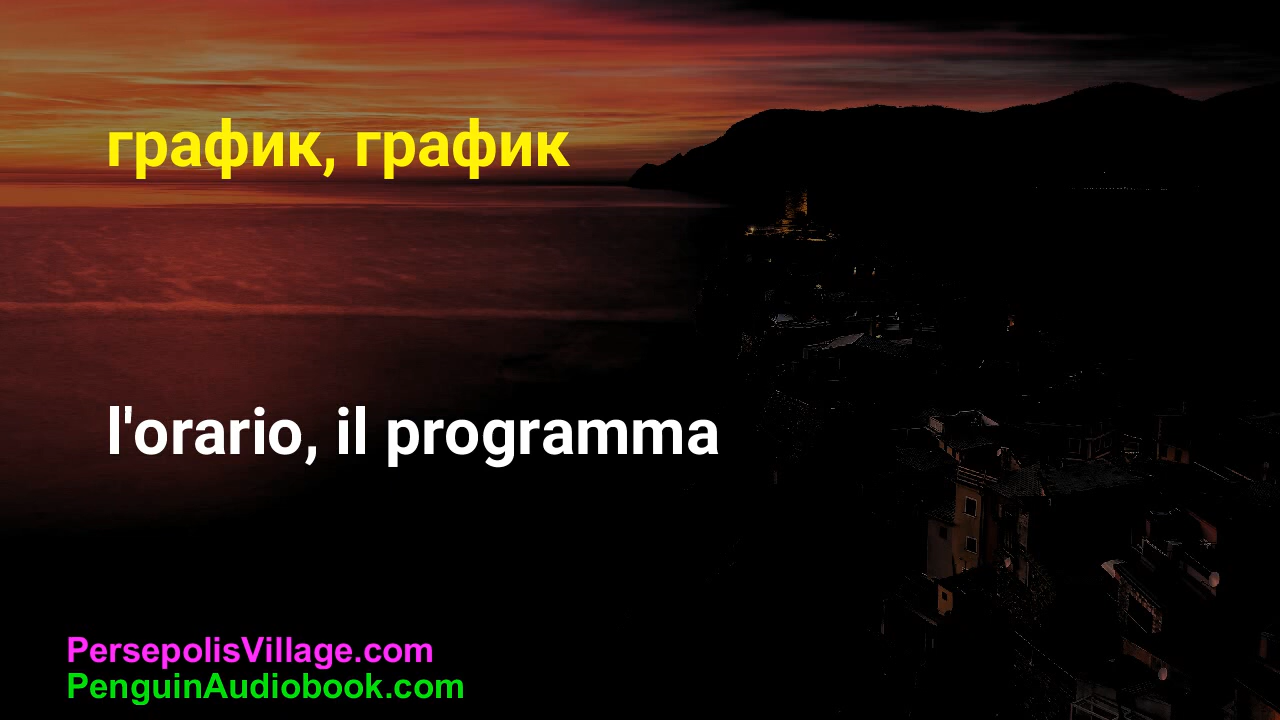 график, график
l'orario, il programma
PersepolisVillage.com
PenguinAudiobook.com